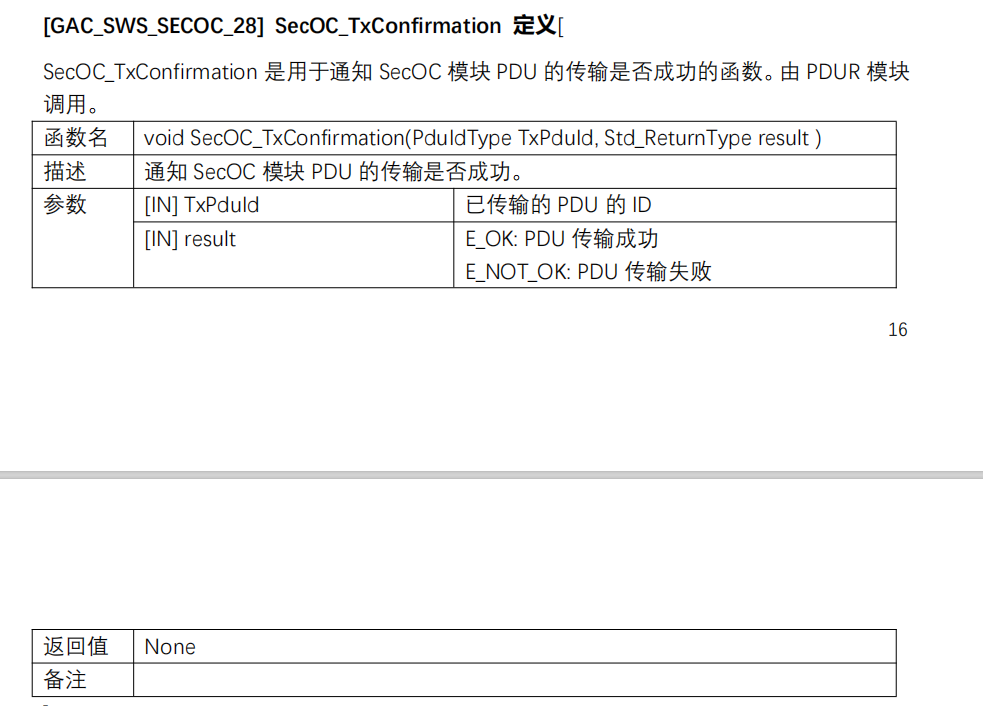 [GAC_SWS_SECOC_28] SecOC_TxConfirmation 定义[
SecOC_TxConfirmation 是用于通知 SecOC 模块 PDU 的传输是否成功的函数。由 PDUR 模块
调用。
函数名 void SecOC_TxConfirmation(PduIdType TxPduId, Std_ReturnType result )
描述 通知 SecOC 模块 PDU 的传输是否成功。
参数 [IN] TxPduId 已传输的 PDU 的 ID
[IN] result E_OK: PDU 传输成功
E_NOT_OK: PDU 传输失败
16
返回值 None
备注